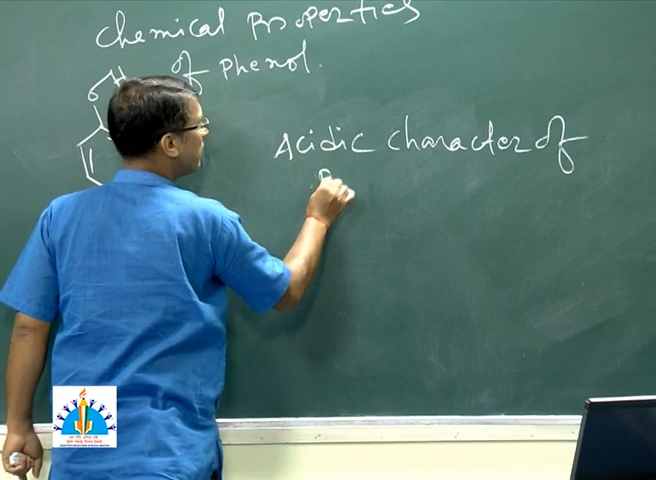 Chemical Properties
of Phenol.
Acidic character of
P